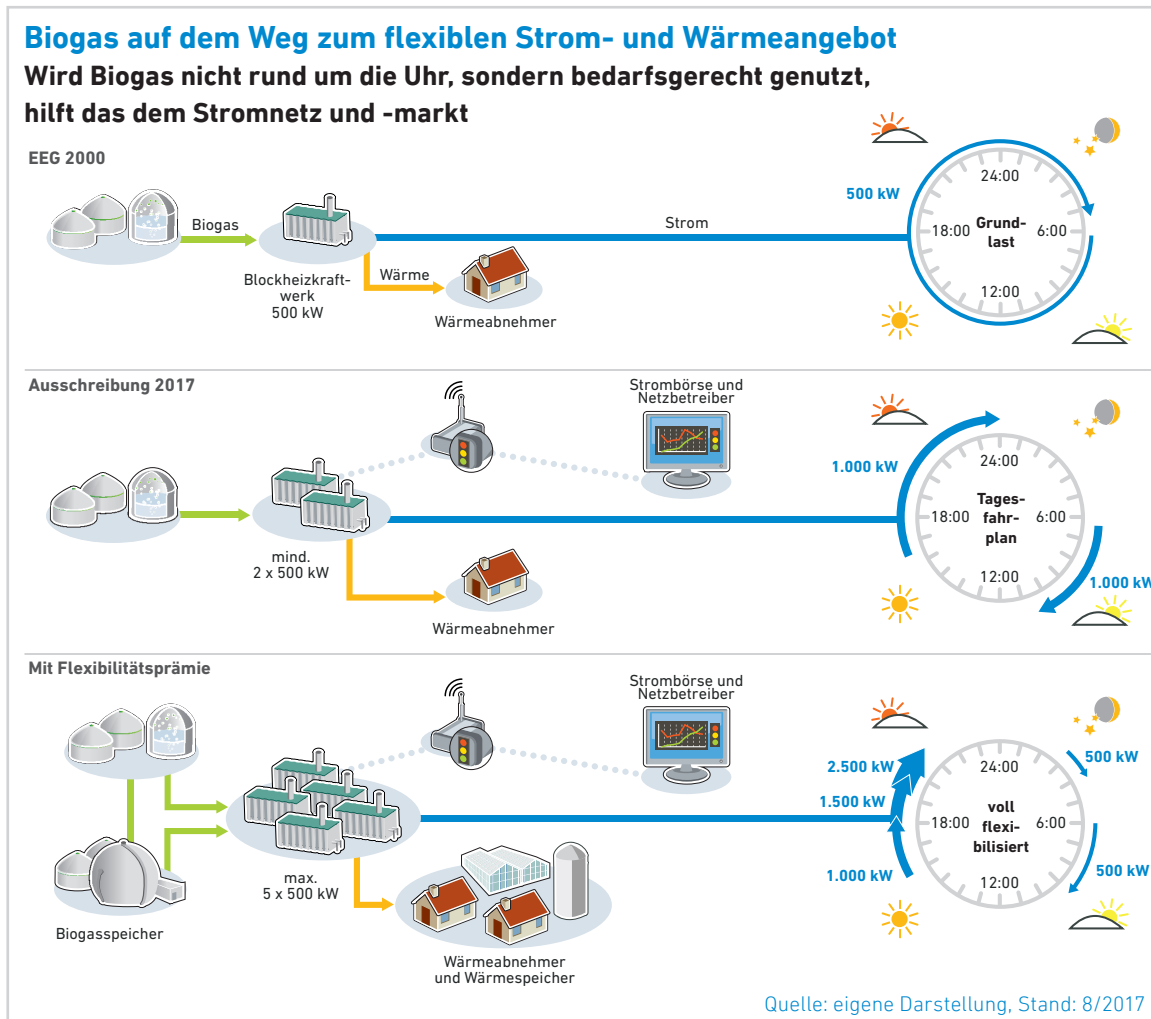 Biogas auf dem Weg zum flexiblen Strom- und Wärmeangebot
Wird Biogas nicht rund um die Uhr, sondern bedarfsgerecht genutzt,
hilft das dem Stromnetz und -markt
EEG 2000
Biogas
Blockheizkraft-
werk
500 kW
Wärme
Wärmeabnehmer
Strom
500 kW
24:00
18:00
Grund-
last
6:00
12:00
Ausschreibung 2017
mind.
2 x 500 kW
Wärmeabnehmer
Strombörse und
Netzbetreiber
1.000 kW
24:00
18:00
Tages-
fahr-
plan
6:00
12:00
1.000 kW
Mit Flexibilitätsprämie
Biogasspeicher
max.
5 x 500 kW
Wärmeabnehmer
und Wärmespeicher
Strombörse und
Netzbetreiber
2.500 kW
1.500 kW
1.000 kW
24:00
18:00
voll
flexi-
bilisiert
6:00
12:00
500 kW
500 kW
Quelle: eigene Darstellung, Stand: 8/2017